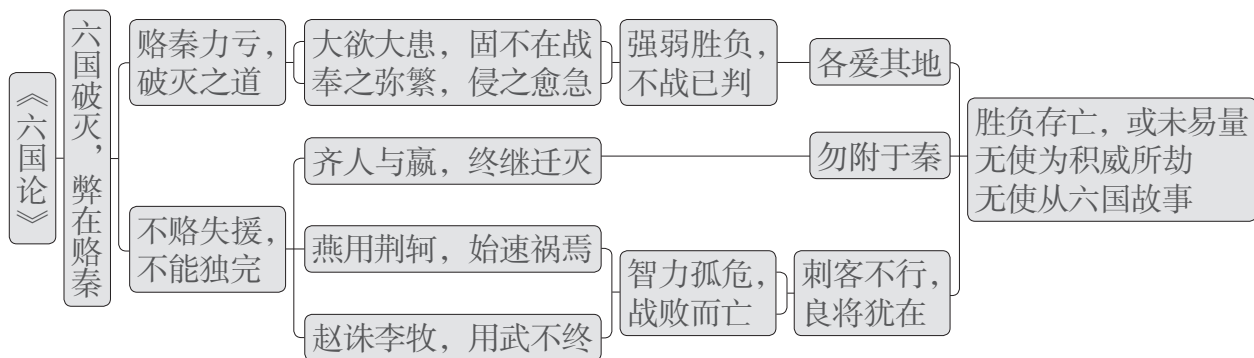 《六国论》
六国破灭，弊在赂秦
赂秦力亏，
破灭之道
大欲大患，固不在战
奉之弥繁，侵之愈急
强弱胜负，
不战已判
各爱其地
不赂失援，
不能独完
齐人与嬴，终继迁灭
勿附于秦
燕用荆轲，始速祸焉
赵诛李牧，用武不终
智力孤危，
战败而亡
刺客不行，
良将犹在
胜负存亡，或未易量
无使为积威所劫
无使从六国故事